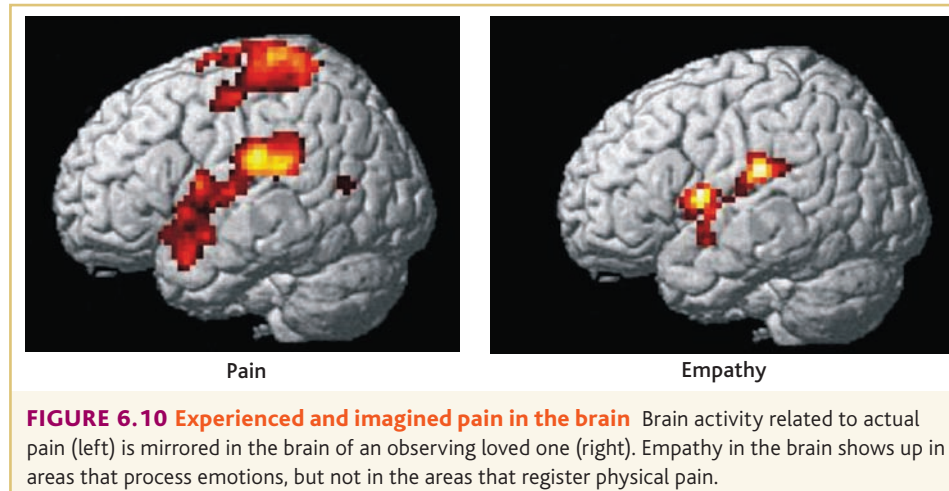 Pain
Empathy
FIGURE 6.10 Experienced and imagined pain in the brain Brain activity related to actual
pain (left) is mirrored in the brain of an observing loved one (right). Empathy in the brain shows up in
areas that process emotions, but not in the areas that register physical pain.